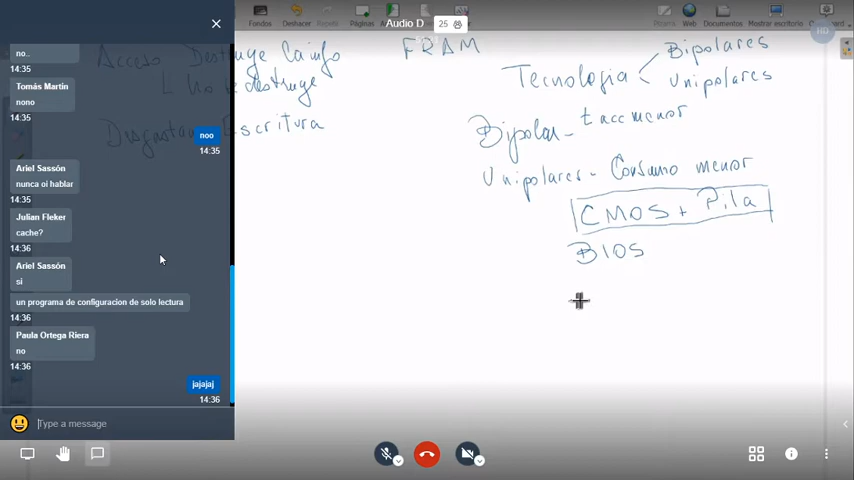 Fondos
Deshacer
Páginas
Audio D
25
Pizarra
Web
Documentos
Mostrar escritorio
HD
no..
14:35
Tomás Martin
nono
14:35
noo
14:35
Ariel Sassón
nunca oi hablar
14:35
Julian Fleker
cache?
14:36
Ariel Sassón
si
un programa de configuracion de solo lectura
14:36
Paula Ortega Riera
no
14:36
jajajaj
14:36
Type a message
Acceso Destruye la info
no destruye
Desgastan Escritura
FRAM
Tecnologia
Bipolares
Unipolares
Bipolar - t acc menor
Unipolares - Consumo menor
CMOS + Pila
BIOS